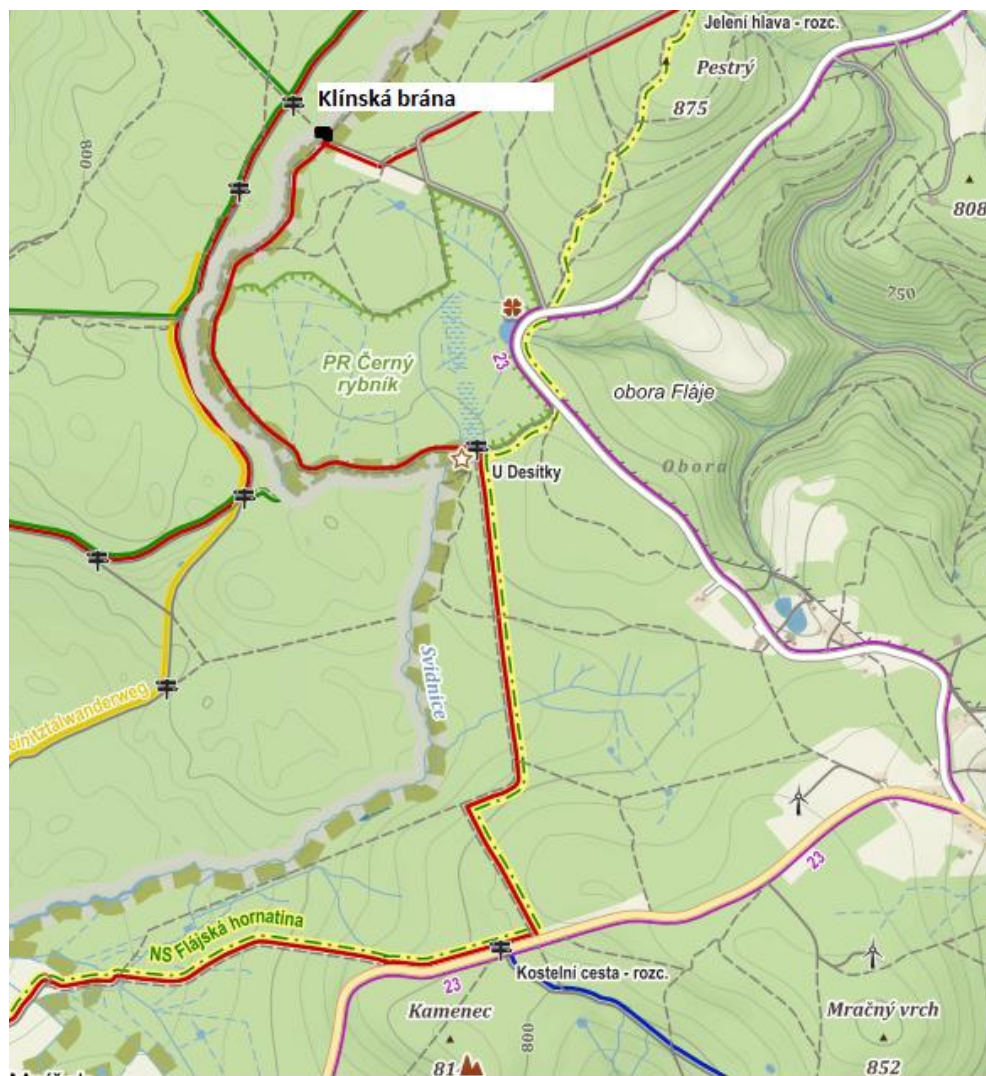 Jelení hlava - rozc.
Pestrý
875
Klínská brána
800
808
750
23
PR Černý
rybník
obora Fláje
Obora
U Desítky
Svídnice
23
NS Flájská hornatina
Kostelní cesta - rozc.
23
Kamenec
800
Mračný vrch
81
852